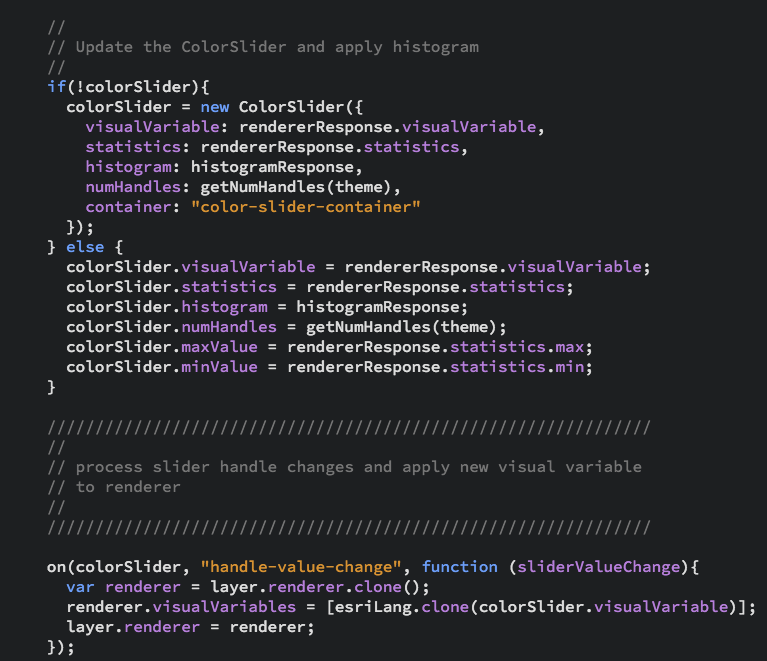 //
// Update the ColorSlider and apply histogram
//
if(!colorSlider){
  colorSlider = new ColorSlider({
    visualVariable: rendererResponse.visualVariable,
    statistics: rendererResponse.statistics,
    histogram: histogramResponse,
    numHandles: getNumHandles(theme),
    container: "color-slider-container"
  });
} else {
  colorSlider.visualVariable = rendererResponse.visualVariable;
  colorSlider.statistics = rendererResponse.statistics;
  colorSlider.histogram = histogramResponse;
  colorSlider.numHandles = getNumHandles(theme);
  colorSlider.maxValue = rendererResponse.statistics.max;
  colorSlider.minValue = rendererResponse.statistics.min;
}
///////////////////////////////////////////////////////////////
//
// process slider handle changes and apply new visual variable
// to renderer
//
///////////////////////////////////////////////////////////////
on(colorSlider, "handle-value-change", function (sliderValueChange){
  var renderer = layer.renderer.clone();
  renderer.visualVariables = [esriLang.clone(colorSlider.visualVariable)];
  layer.renderer = renderer;
});